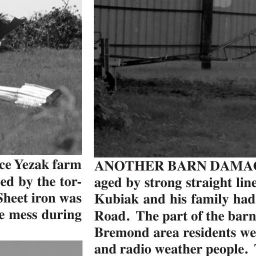 ce Yezak farm
ed by the tor-
Sheet iron was
e mess during
ANOTHER BARN DAMAG
aged by strong straight line
Kubiak and his family had
Road. The part of the barn
Bremond area residents we
and radio weather people.